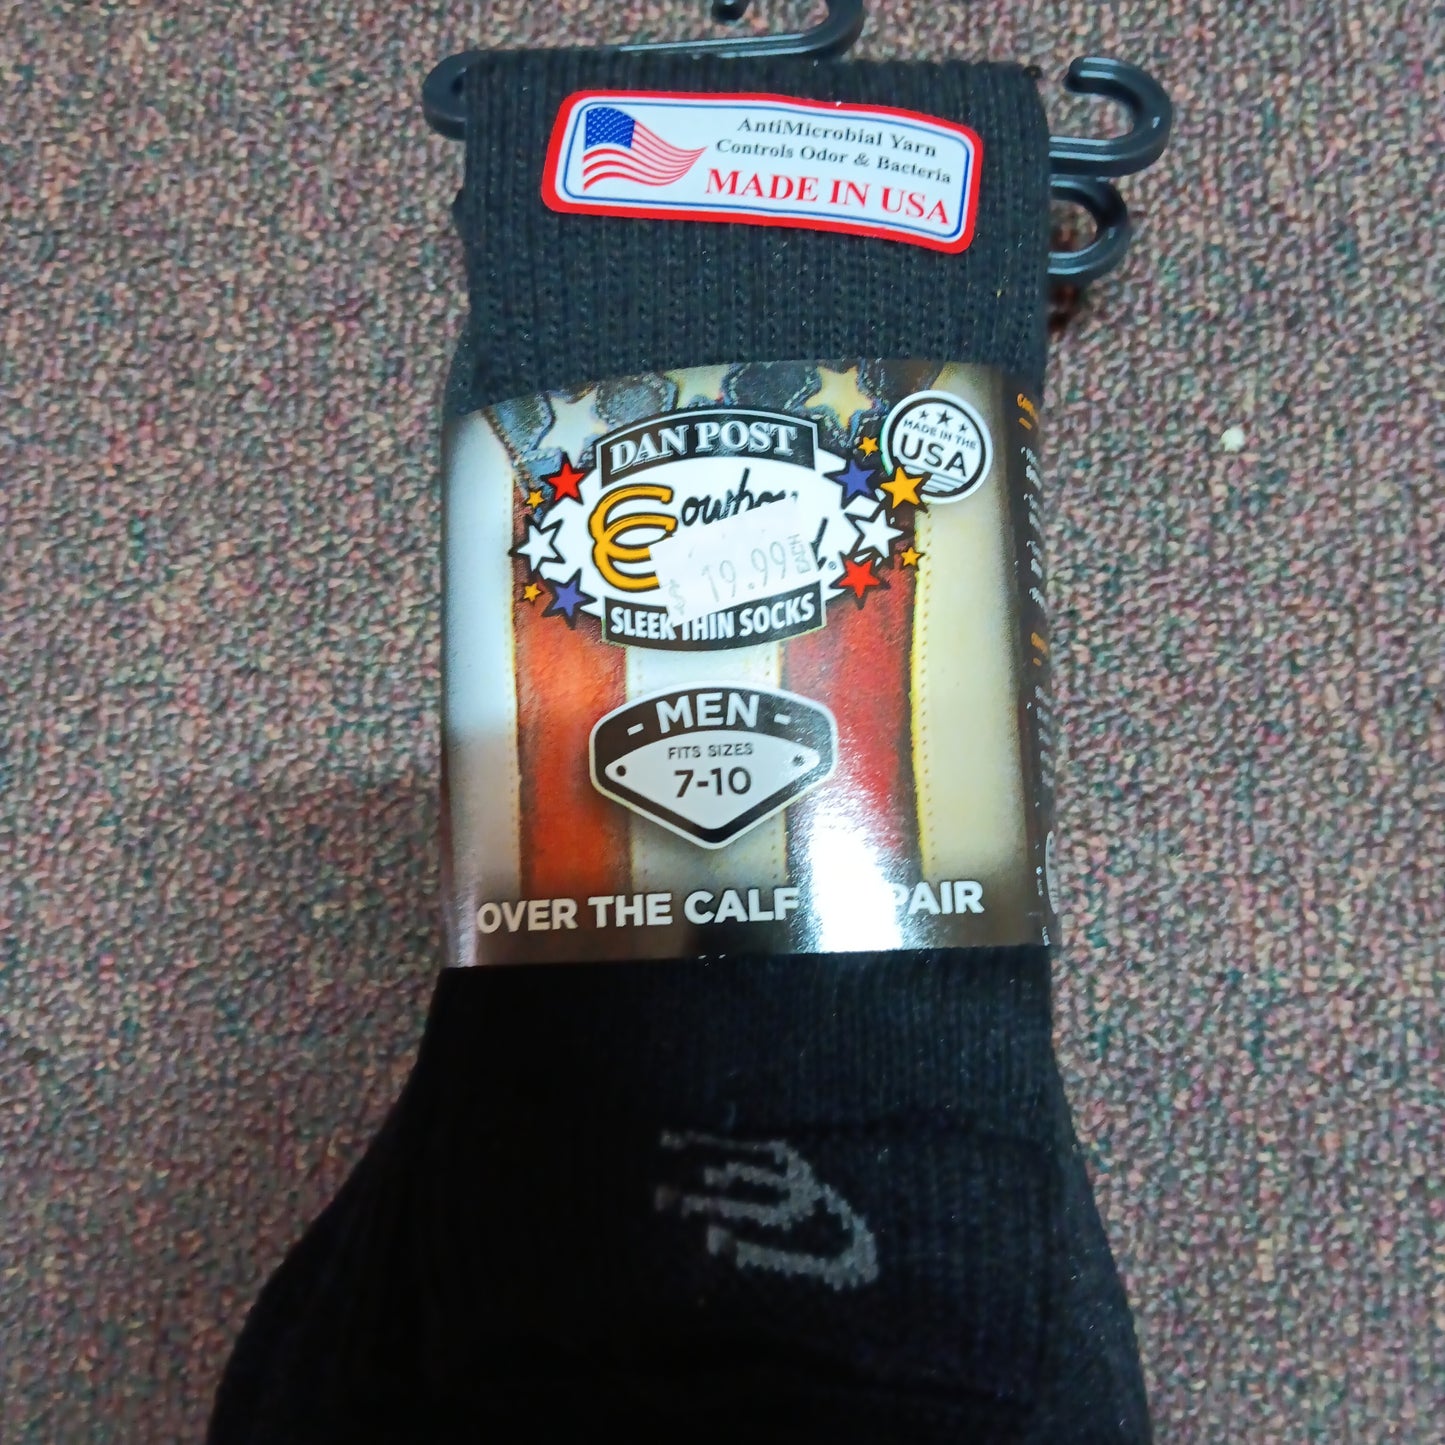 AntiMicrobial Yarn
Controls Odor & Bacteria
MADE IN USA
DAN POST
MADE IN THE
USA
$ 19.99 EACH
SLEEK THIN SOCKS
- MEN -
FITS SIZES
7-10
OVER THE CALF PAIR